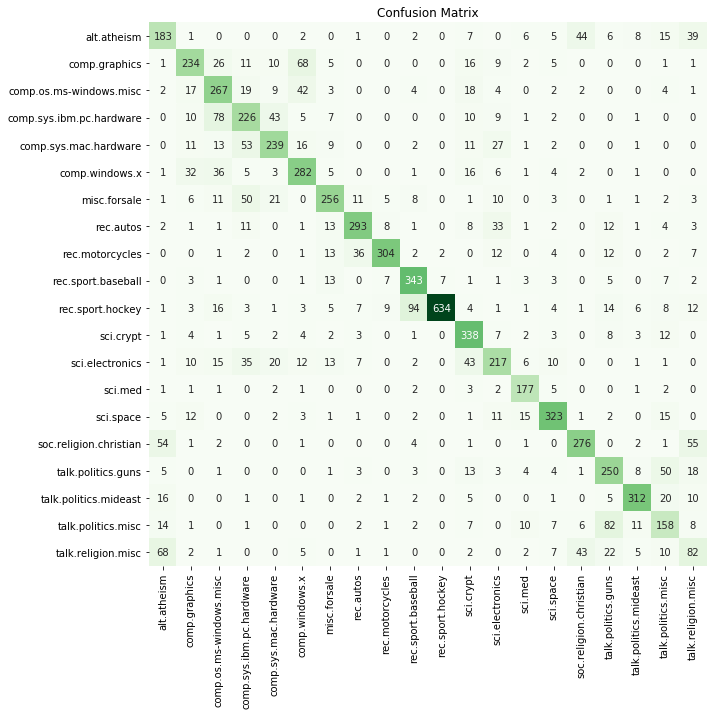 Confusion Matrix
alt.atheism 183 1 0 0 0 2 0 1 0 2 0 7 0 6 5 44 6 8 15 39
comp.graphics 1 234 26 11 10 68 5 0 0 0 0 16 9 2 5 0 0 0 1 1
comp.os.ms-windows.misc 2 17 267 19 9 42 3 0 0 4 0 18 4 0 2 2 0 0 4 1
comp.sys.ibm.pc.hardware 0 10 78 226 43 5 7 0 0 0 0 10 9 1 2 0 0 1 0 0
comp.sys.mac.hardware 0 11 13 53 239 16 9 0 0 2 0 11 27 1 2 0 0 1 0 0
comp.windows.x 1 32 36 5 3 282 5 0 0 1 0 16 6 1 4 2 0 1 0 0
misc.forsale 1 6 11 50 21 0 256 11 5 8 0 1 10 0 3 0 1 1 2 3
rec.autos 2 1 1 11 0 1 13 293 8 1 0 8 33 1 2 0 12 1 4 3
rec.motorcycles 0 0 1 2 0 1 13 36 304 2 2 0 12 0 4 0 12 0 2 7
rec.sport.baseball 0 3 1 0 0 1 13 0 7 343 7 1 1 3 3 0 5 0 7 2
rec.sport.hockey 1 3 16 3 1 3 5 7 9 94 634 4 1 1 4 1 14 6 8 12
sci.crypt 1 4 1 5 2 4 2 3 0 1 0 338 7 2 3 0 8 3 12 0
sci.electronics 1 10 15 35 20 12 13 7 0 2 0 43 217 6 10 0 1 0 1 0
sci.med 1 1 1 0 2 1 0 0 0 2 0 3 2 177 5 0 0 1 2 0
sci.space 5 12 0 0 2 3 1 1 0 2 0 1 11 15 323 1 2 0 15 1
soc.religion.christian 54 1 2 0 0 1 0 0 0 4 0 1 0 1 0 276 0 2 1 55
talk.politics.guns 5 0 1 0 0 0 1 3 0 3 0 13 3 4 4 1 250 8 50 18
talk.politics.mideast 16 0 0 1 0 1 0 2 1 2 0 5 0 0 1 0 5 312 20 10
talk.politics.misc 14 1 0 1 0 0 0 2 1 2 0 7 0 10 7 6 82 11 158 8
talk.religion.misc 68 2 1 0 0 5 0 1 1 0 0 2 0 2 7 43 22 5 10 82
alt.atheism
comp.graphics
comp.os.ms-windows.misc
comp.sys.ibm.pc.hardware
comp.sys.mac.hardware
comp.windows.x
misc.forsale
rec.autos
rec.motorcycles
rec.sport.baseball
rec.sport.hockey
sci.crypt
sci.electronics
sci.med
sci.space
soc.religion.christian
talk.politics.guns
talk.politics.mideast
talk.politics.misc
talk.religion.misc